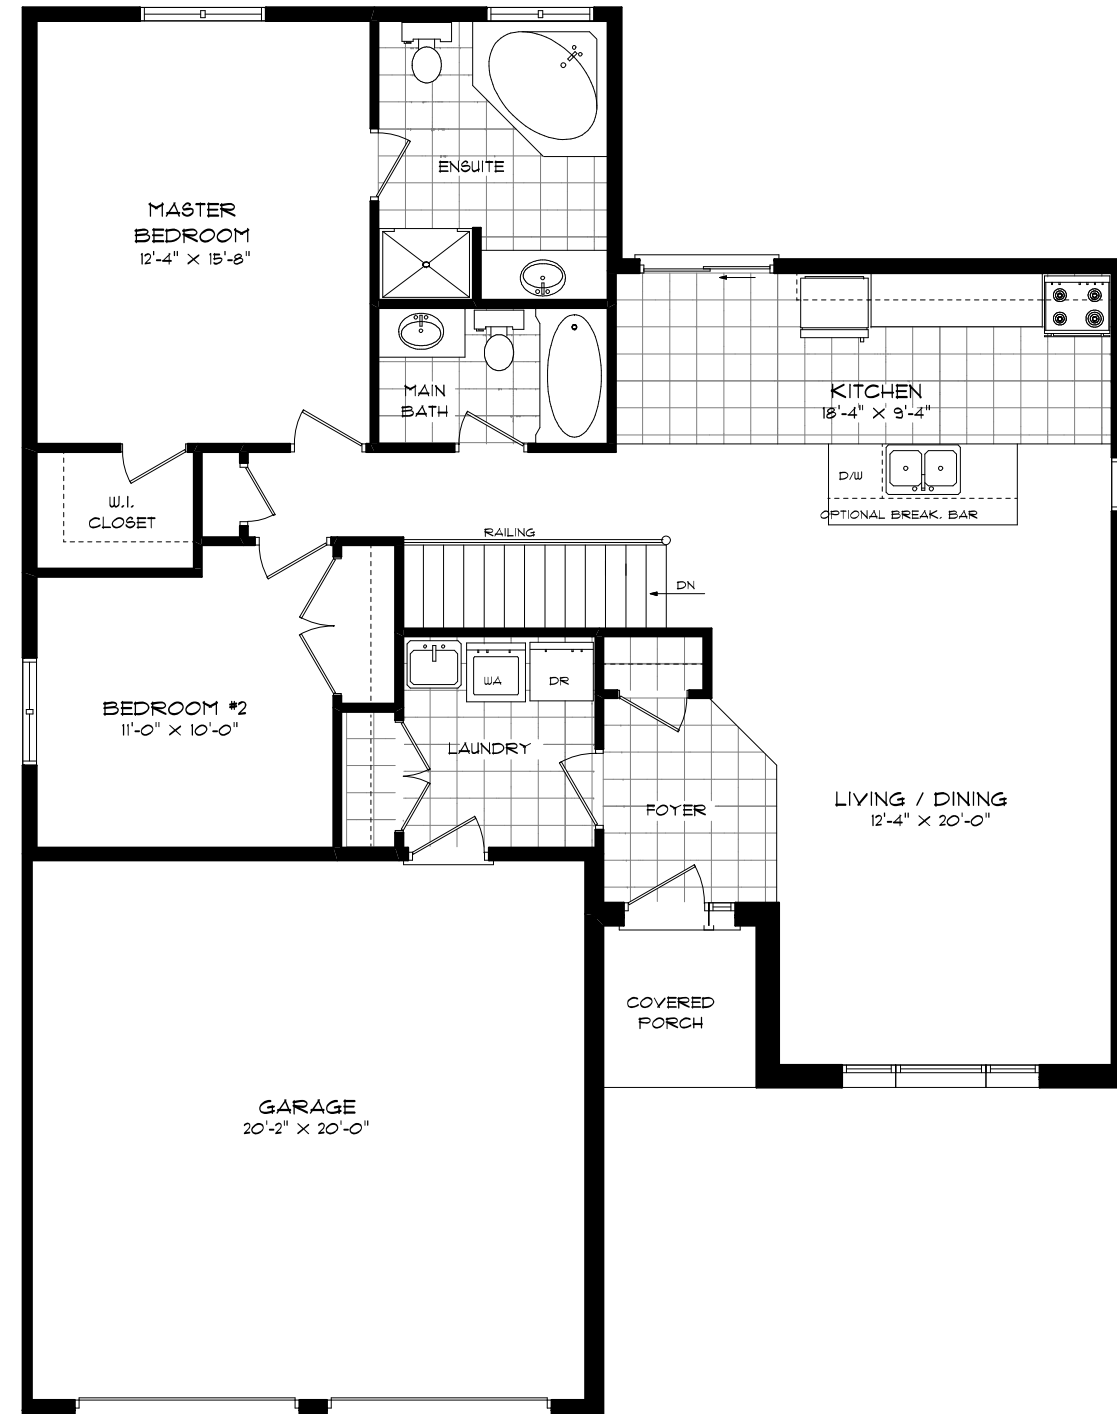 ENSUITE
MASTER
BEDROOM
12'-4" X 15'-8"
MAIN
BATH
KITCHEN
18'-4" X 9'-4"
D/W
OPTIONAL BREAK. BAR
W.I.
CLOSET
RAILING
DN
WA
DR
BEDROOM #2
11'-0" X 10'-0"
LAUNDRY
FOYER
LIVING / DINING
12'-4" X 20'-0"
COVERED
PORCH
GARAGE
20'-2" X 20'-0"